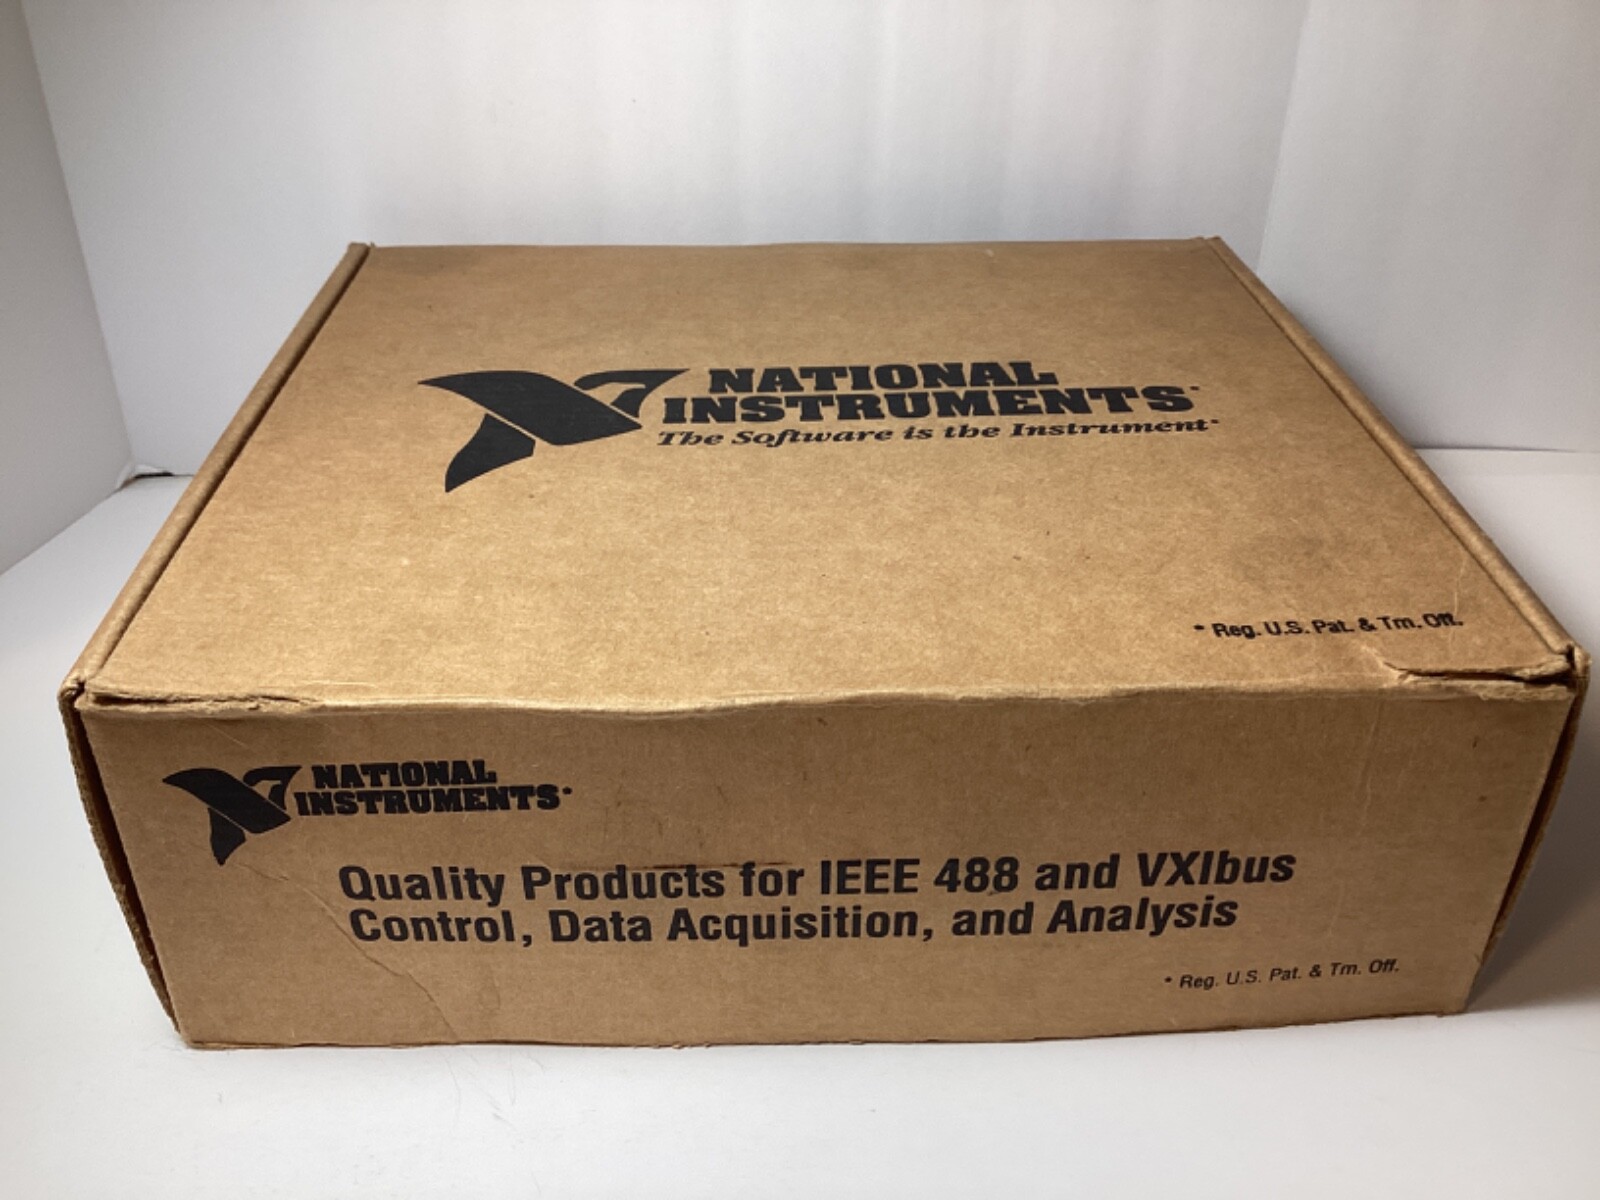 NATIONAL
INSTRUMENTS
The Software is the Instrument
* Reg. U.S. Pat. & Tm. Off.
NATIONAL
INSTRUMENTS
Quality Products for IEEE 488 and VXIbus
Control, Data Acquisition, and Analysis
* Reg. U.S. Pat. & Tm. Off.